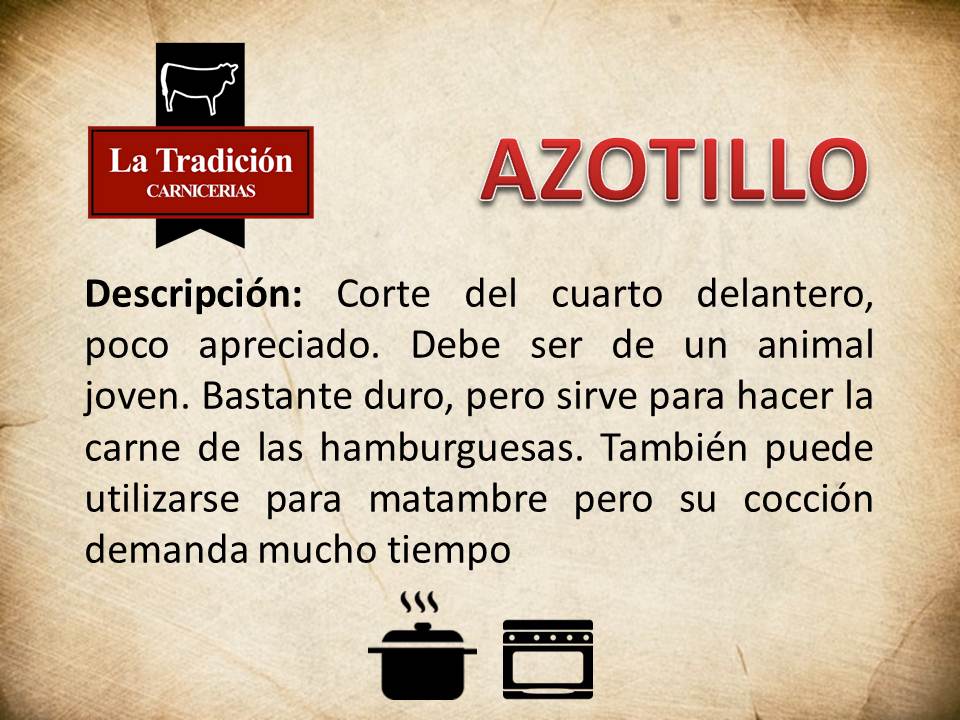 La Tradición
CARNICERIAS
AZOTILLO
Descripción: Corte del cuarto delantero,
poco apreciado. Debe ser de un animal
joven. Bastante duro, pero sirve para hacer la
carne de las hamburguesas. También puede
utilizarse para matambre pero su cocción
demanda mucho tiempo